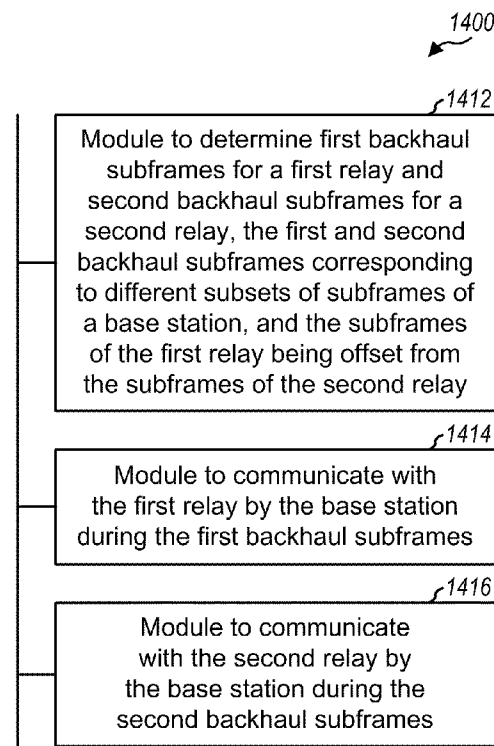 1400
1412
Module to determine first backhaul
subframes for a first relay and
second backhaul subframes for a
second relay, the first and second
backhaul subframes corresponding
to different subsets of subframes of
a base station, and the subframes
of the first relay being offset from
the subframes of the second relay
1414
Module to communicate with
the first relay by the base station
during the first backhaul subframes
1416
Module to communicate
with the second relay by
the base station during the
second backhaul subframes